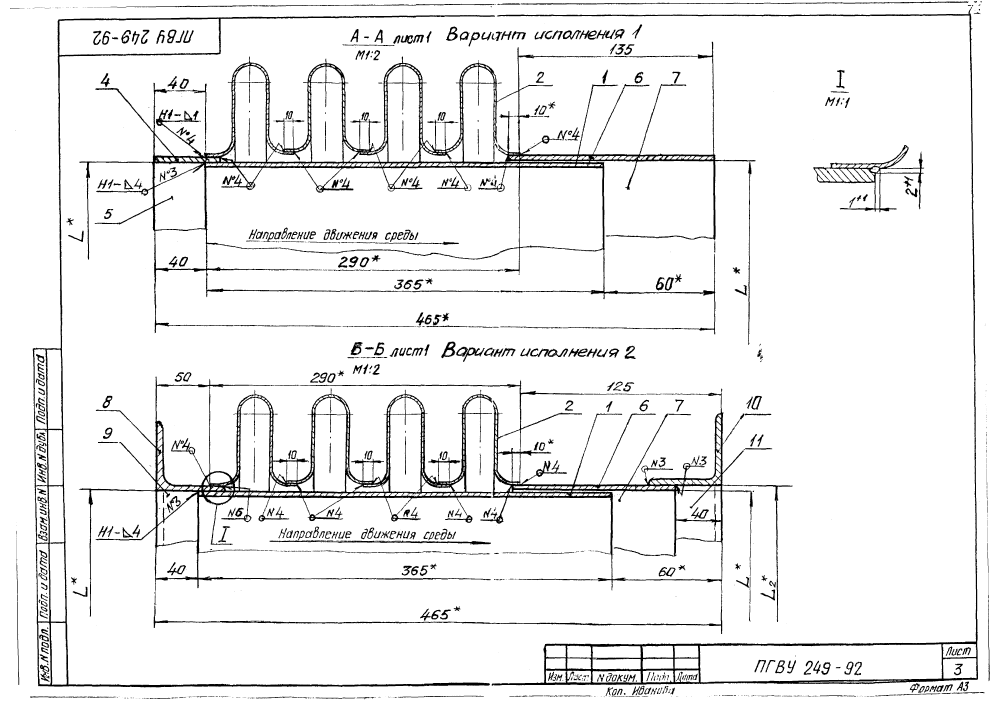 ПГВУ 249-92
А-А лист1 Вариант исполнения 1
М1:2
135
I
М1:1
4
40
2
1
6
7
Н1-⊿1
№4
10
10
10
10*
№4
Н1-⊿4
№3
№4
№4
№4
№4
№4
5
1+1
2+1
L*
Направление движения среды
L*
40
290*
365*
60*
465*
Б-Б лист1 Вариант исполнения 2
М1:2
50
290*
125
8
9
2
1
6
7
10
11
№4
10
10
10
10*
N4
N3
N3
№3
Н1-⊿4
N6
N4
N4
N4
N4
N4
40
I
Направление движения среды
L*
L*
L2*
40
365*
60*
465*
Инв.N подл.
Подп. и дата
Взам.инв.N
Инв.N дубл.
Подп. и дата
Изм.
Лист
N докум.
Подп.
Дата
ПГВУ 249-92
Лист
3
Коп. Иванова
Формат А3